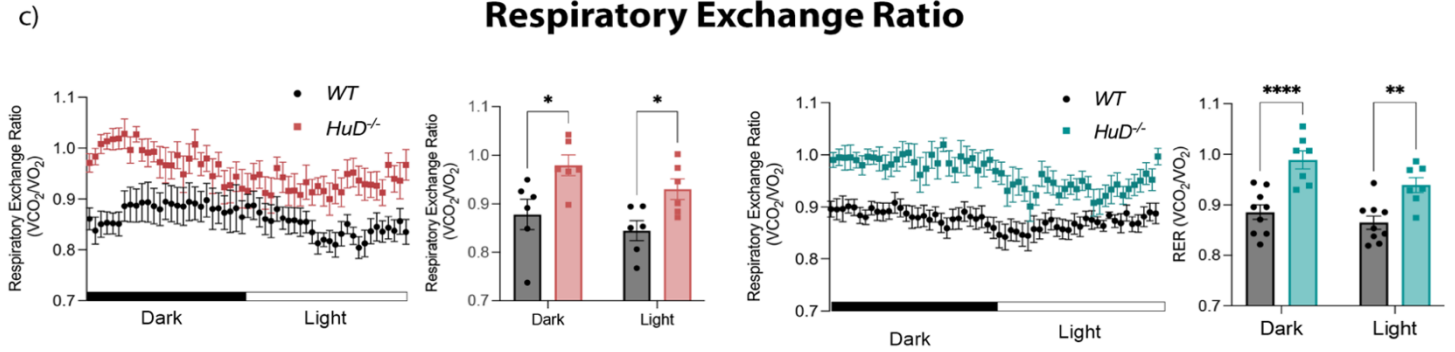 c)
Respiratory Exchange Ratio
Respiratory Exchange Ratio
(VCO2/VO2)
1.1
1.0
0.9
0.8
0.7
WT
HuD-/-
Dark
Light
Respiratory Exchange Ratio
(VCO2/VO2)
1.1
1.0
0.9
0.8
0.7
*
*
Dark
Light
Respiratory Exchange Ratio
(VCO2/VO2)
1.1
1.0
0.9
0.8
0.7
WT
HuD-/-
Dark
Light
RER (VCO2/VO2)
1.1
1.0
0.9
0.8
0.7
****
**
Dark
Light